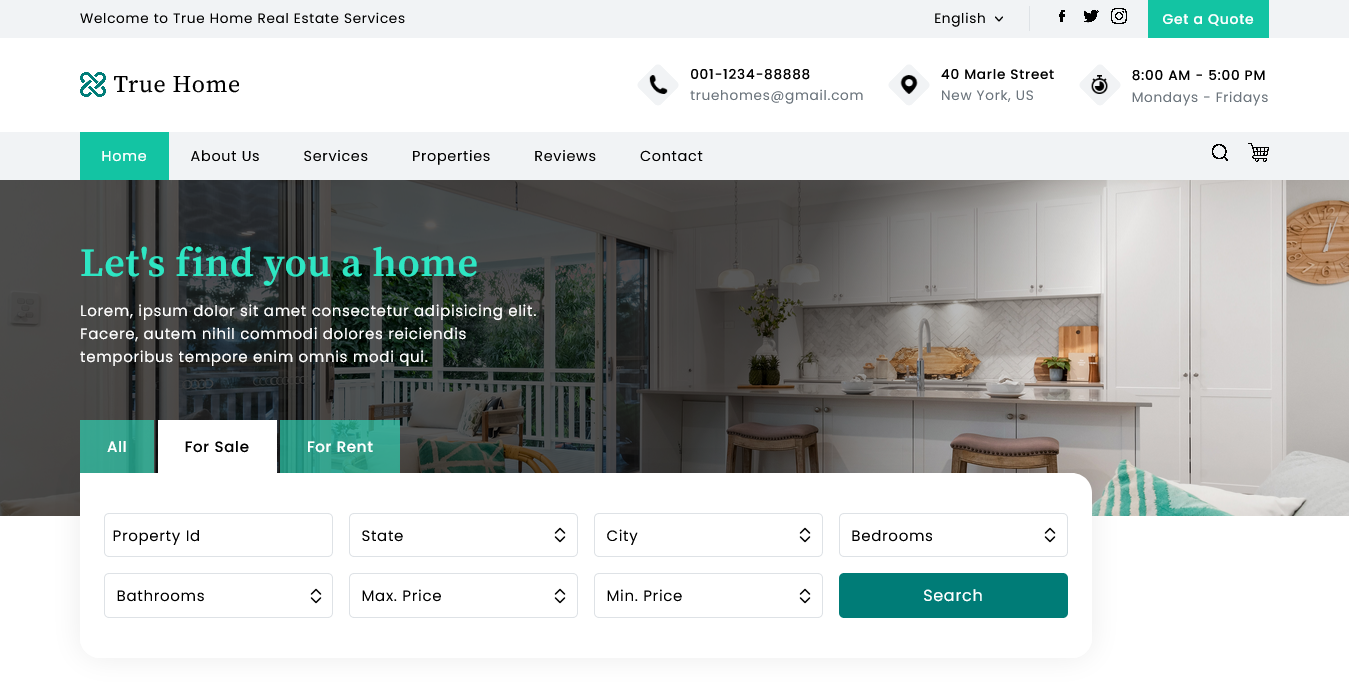 Welcome to True Home Real Estate Services
English
Get a Quote
True Home
001-1234-88888
truehomes@gmail.com
40 Marle Street
New York, US
8:00 AM - 5:00 PM
Mondays - Fridays
Home
About Us
Services
Properties
Reviews
Contact
Let's find you a home
Lorem, ipsum dolor sit amet consectetur adipisicing elit.
Facere, autem nihil commodi dolores reiciendis
temporibus tempore enim omnis modi qui.
All
For Sale
For Rent
Property Id
State
City
Bedrooms
Bathrooms
Max. Price
Min. Price
Search